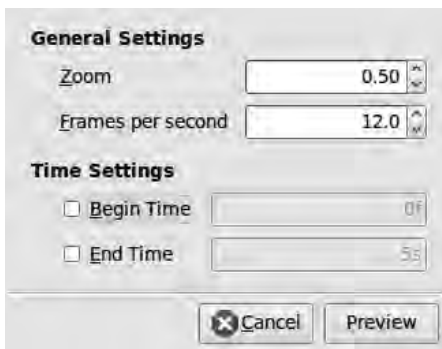 General Settings
Zoom 0.50
Frames per second 12.0
Time Settings
Begin Time 0f
End Time 5s
Cancel Preview